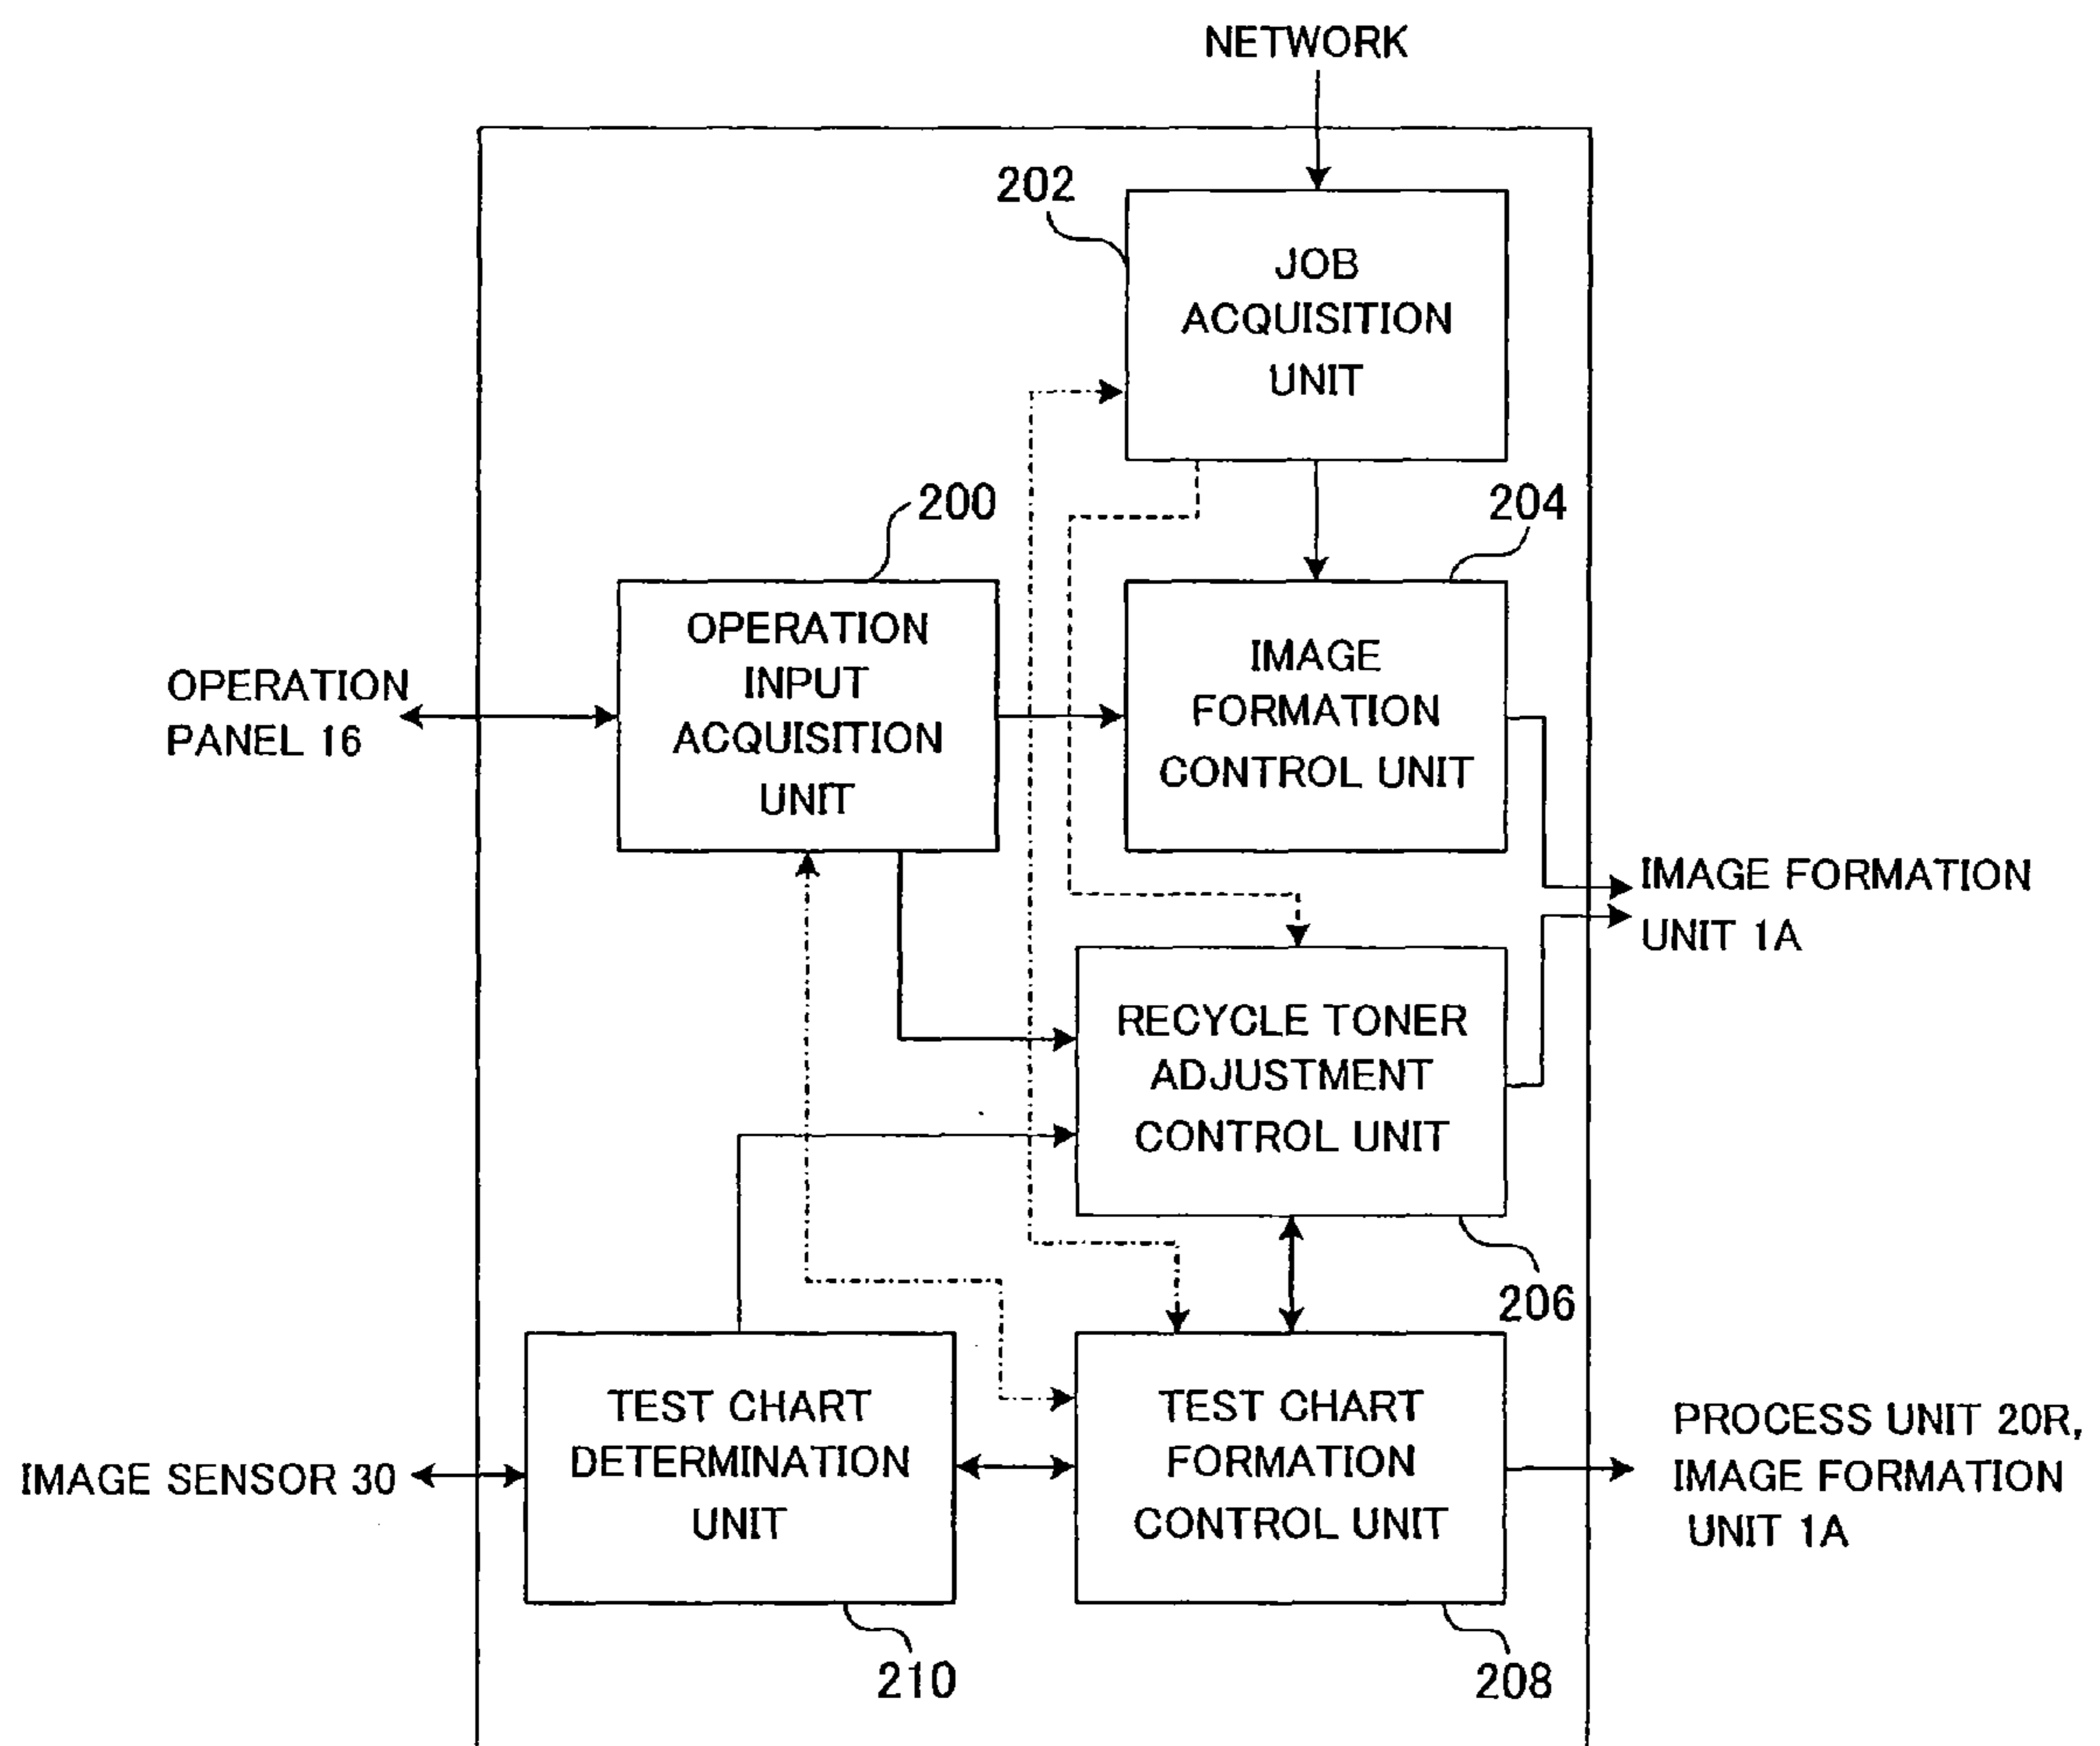 NETWORK
202
JOB
ACQUISITION
UNIT
200
204
OPERATION
INPUT
ACQUISITION
UNIT
IMAGE
FORMATION
CONTROL UNIT
OPERATION
PANEL 16
IMAGE FORMATION
UNIT 1A
RECYCLE TONER
ADJUSTMENT
CONTROL UNIT
206
TEST CHART
DETERMINATION
UNIT
TEST CHART
FORMATION
CONTROL UNIT
IMAGE SENSOR 30
PROCESS UNIT 20R,
IMAGE FORMATION
UNIT 1A
210
208